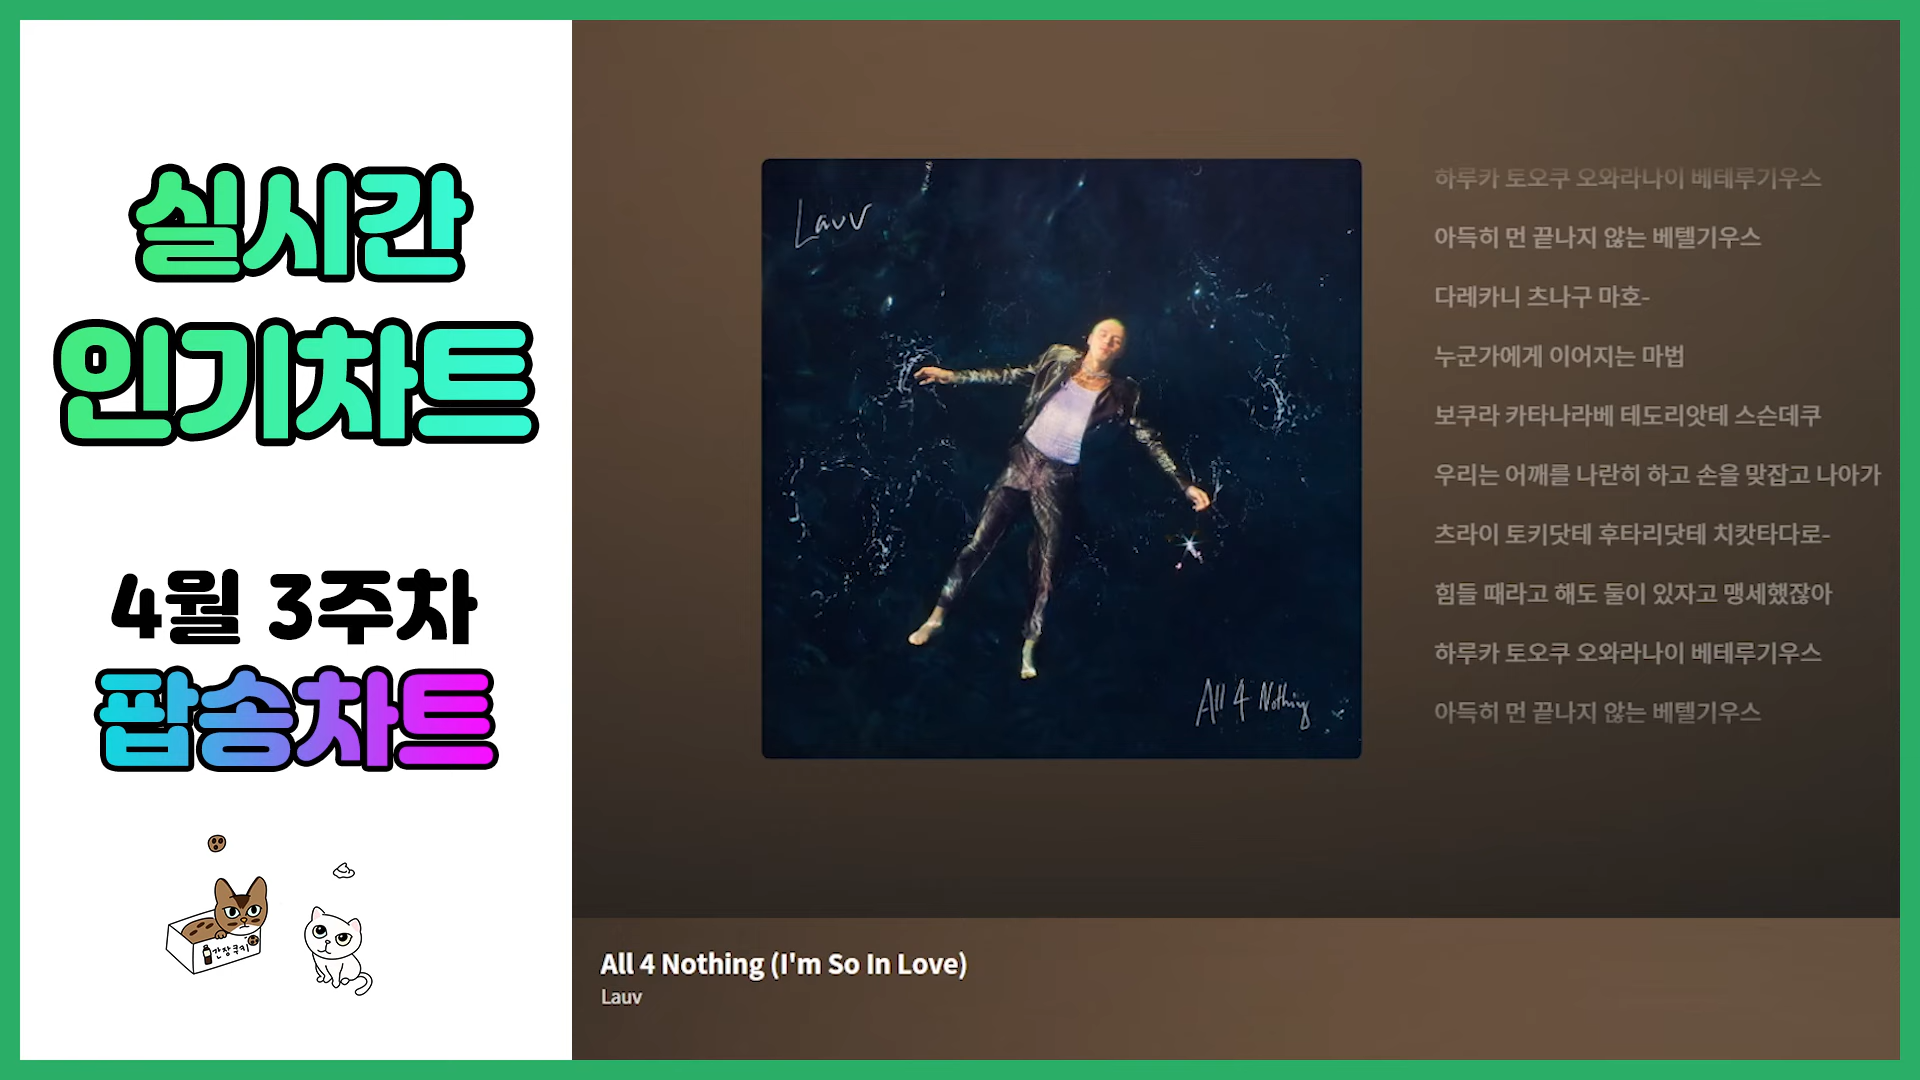 실시간
인기차트
4월 3주차
팝송차트
간장쿠키
Lauv
All 4 Nothing
하루카 토오쿠 오와라나이 베테루기우스
아득히 먼 끝나지 않는 베텔기우스
다레카니 츠나구 마호-
누군가에게 이어지는 마법
보쿠라 카타나라베 테도리앗테 스슨데쿠
우리는 어깨를 나란히 하고 손을 맞잡고 나아가
츠라이 토키닷테 후타리닷테 치캇타다로-
힘들 때라고 해도 둘이 있자고 맹세했잖아
하루카 토오쿠 오와라나이 베테루기우스
아득히 먼 끝나지 않는 베텔기우스
All 4 Nothing (I'm So In Love)
Lauv